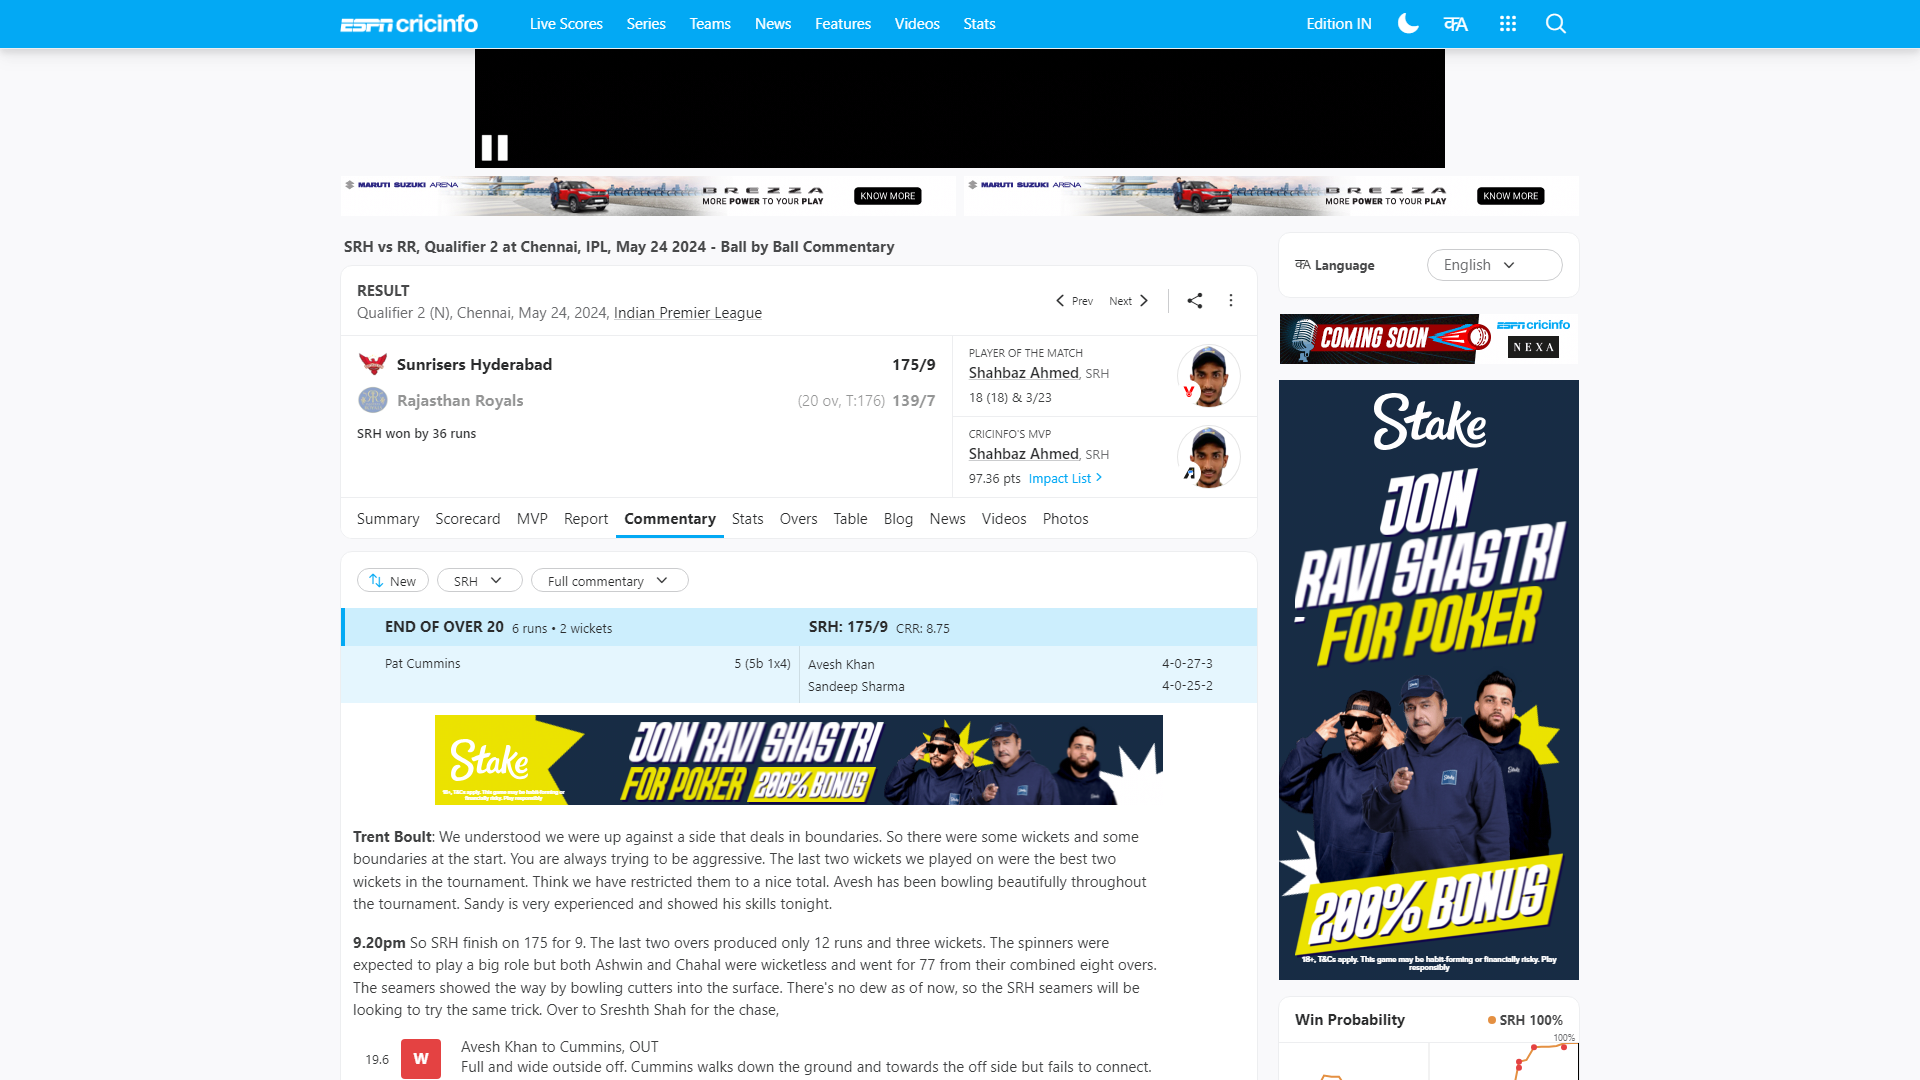 ESPN cricinfo
Live Scores Series Teams News Features Videos Stats
Edition IN
क A
MARUTI SUZUKI ARENA BREZZA MORE POWER TO YOUR PLAY KNOW MORE
MARUTI SUZUKI ARENA BREZZA MORE POWER TO YOUR PLAY KNOW MORE
SRH vs RR, Qualifier 2 at Chennai, IPL, May 24 2024 - Ball by Ball Commentary
RESULT
Qualifier 2 (N), Chennai, May 24, 2024, Indian Premier League
Prev Next
Sunrisers Hyderabad 175/9
Rajasthan Royals (20 ov, T:176) 139/7
SRH won by 36 runs
PLAYER OF THE MATCH
Shahbaz Ahmed, SRH
18 (18) & 3/23
CRICINFO'S MVP
Shahbaz Ahmed, SRH
97.36 pts Impact List
Summary Scorecard MVP Report Commentary Stats Overs Table Blog News Videos Photos
New SRH Full commentary
END OF OVER 20 6 runs • 2 wickets SRH: 175/9 CRR: 8.75
Pat Cummins 5 (5b 1x4) Avesh Khan 4-0-27-3
Sandeep Sharma 4-0-25-2
Stake JOIN RAVI SHASTRI
FOR POKER 200% BONUS
Trent Boult: We understood we were up against a side that deals in boundaries. So there were some wickets and some
boundaries at the start. You are always trying to be aggressive. The last two wickets we played on were the best two
wickets in the tournament. Think we have restricted them to a nice total. Avesh has been bowling beautifully throughout
the tournament. Sandy is very experienced and showed his skills tonight.
9.20pm So SRH finish on 175 for 9. The last two overs produced only 12 runs and three wickets. The spinners were
expected to play a big role but both Ashwin and Chahal were wicketless and went for 77 from their combined eight overs.
The seamers showed the way by bowling cutters into the surface. There's no dew as of now, so the SRH seamers will be
looking to try the same trick. Over to Sreshth Shah for the chase,
19.6 W Avesh Khan to Cummins, OUT
Full and wide outside off. Cummins walks down the ground and towards the off side but fails to connect.
क A Language English
COMING SOON ESPN cricinfo
NEXA
Stake
JOIN
RAVI SHASTRI
FOR POKER
200% BONUS
18+, T&Cs apply. This game may be habit-forming or financially risky. Play
responsibly
Win Probability SRH 100%
100%